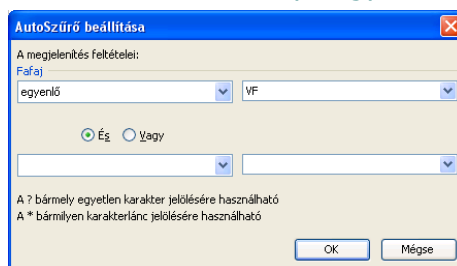 AutoSzűrő beállítása
A megjelenítés feltételei:
Fafaj
egyenlő VF
És Vagy
A ? bármely egyetlen karakter jelölésére használható
A * bármilyen karakterlánc jelölésére használható
OK Mégse